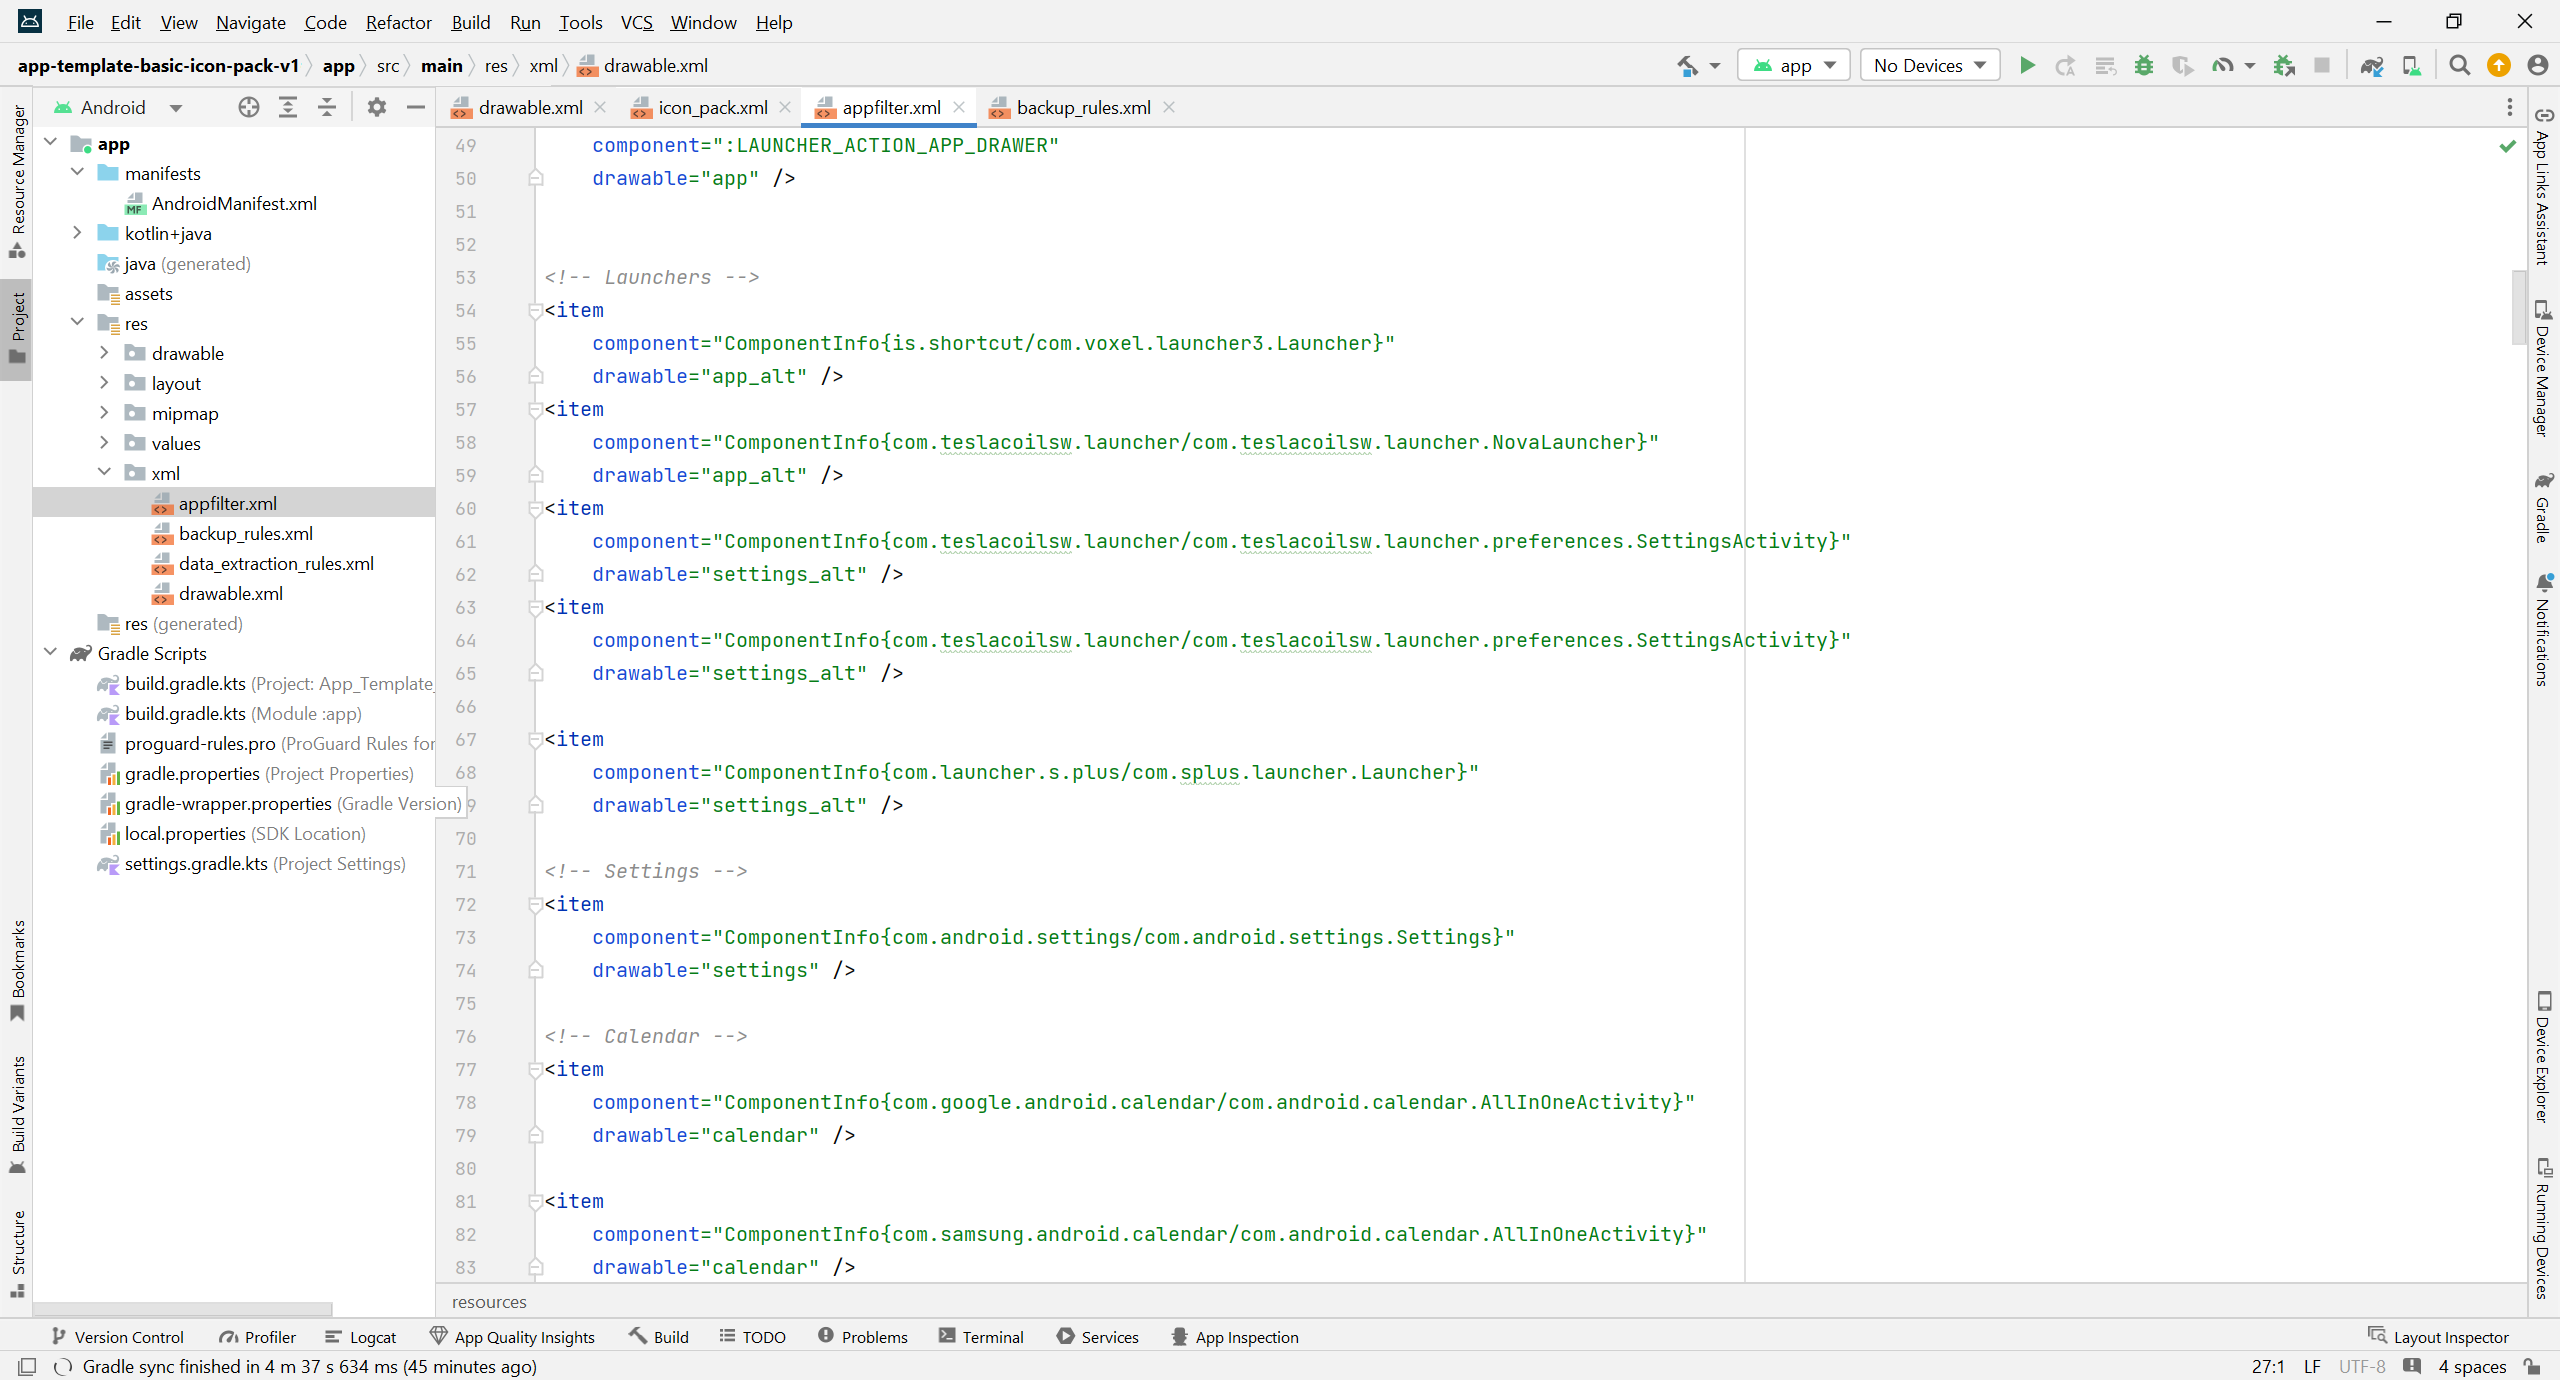 File Edit View Navigate Code Refactor Build Run Tools VCS Window Help
app-template-basic-icon-pack-v1 app src main res xml drawable.xml
app
No Devices
Android
drawable.xml
icon_pack.xml
appfilter.xml
backup_rules.xml
Resource Manager
Project
Bookmarks
Build Variants
Structure
app
manifests
AndroidManifest.xml
kotlin+java
java (generated)
assets
res
drawable
layout
mipmap
values
xml
appfilter.xml
backup_rules.xml
data_extraction_rules.xml
drawable.xml
res (generated)
Gradle Scripts
build.gradle.kts (Project: App_Template_
build.gradle.kts (Module :app)
proguard-rules.pro (ProGuard Rules for
gradle.properties (Project Properties)
gradle-wrapper.properties (Gradle Version)
local.properties (SDK Location)
settings.gradle.kts (Project Settings)
49 component=":LAUNCHER_ACTION_APP_DRAWER"
50 drawable="app" />
51
52
53 <!-- Launchers -->
54 <item
55 component="ComponentInfo{is.shortcut/com.voxel.launcher3.Launcher}"
56 drawable="app_alt" />
57 <item
58 component="ComponentInfo{com.teslacoilsw.launcher/com.teslacoilsw.launcher.NovaLauncher}"
59 drawable="app_alt" />
60 <item
61 component="ComponentInfo{com.teslacoilsw.launcher/com.teslacoilsw.launcher.preferences.SettingsActivity}"
62 drawable="settings_alt" />
63 <item
64 component="ComponentInfo{com.teslacoilsw.launcher/com.teslacoilsw.launcher.preferences.SettingsActivity}"
65 drawable="settings_alt" />
66
67 <item
68 component="ComponentInfo{com.launcher.s.plus/com.splus.launcher.Launcher}"
9 drawable="settings_alt" />
70
71 <!-- Settings -->
72 <item
73 component="ComponentInfo{com.android.settings/com.android.settings.Settings}"
74 drawable="settings" />
75
76 <!-- Calendar -->
77 <item
78 component="ComponentInfo{com.google.android.calendar/com.android.calendar.AllInOneActivity}"
79 drawable="calendar" />
80
81 <item
82 component="ComponentInfo{com.samsung.android.calendar/com.android.calendar.AllInOneActivity}"
83 drawable="calendar" />
resources
App Links Assistant
Device Manager
Gradle
Notifications
Device Explorer
Running Devices
Version Control Profiler Logcat App Quality Insights Build TODO Problems Terminal Services App Inspection Layout Inspector
Gradle sync finished in 4 m 37 s 634 ms (45 minutes ago) 27:1 LF UTF-8 4 spaces